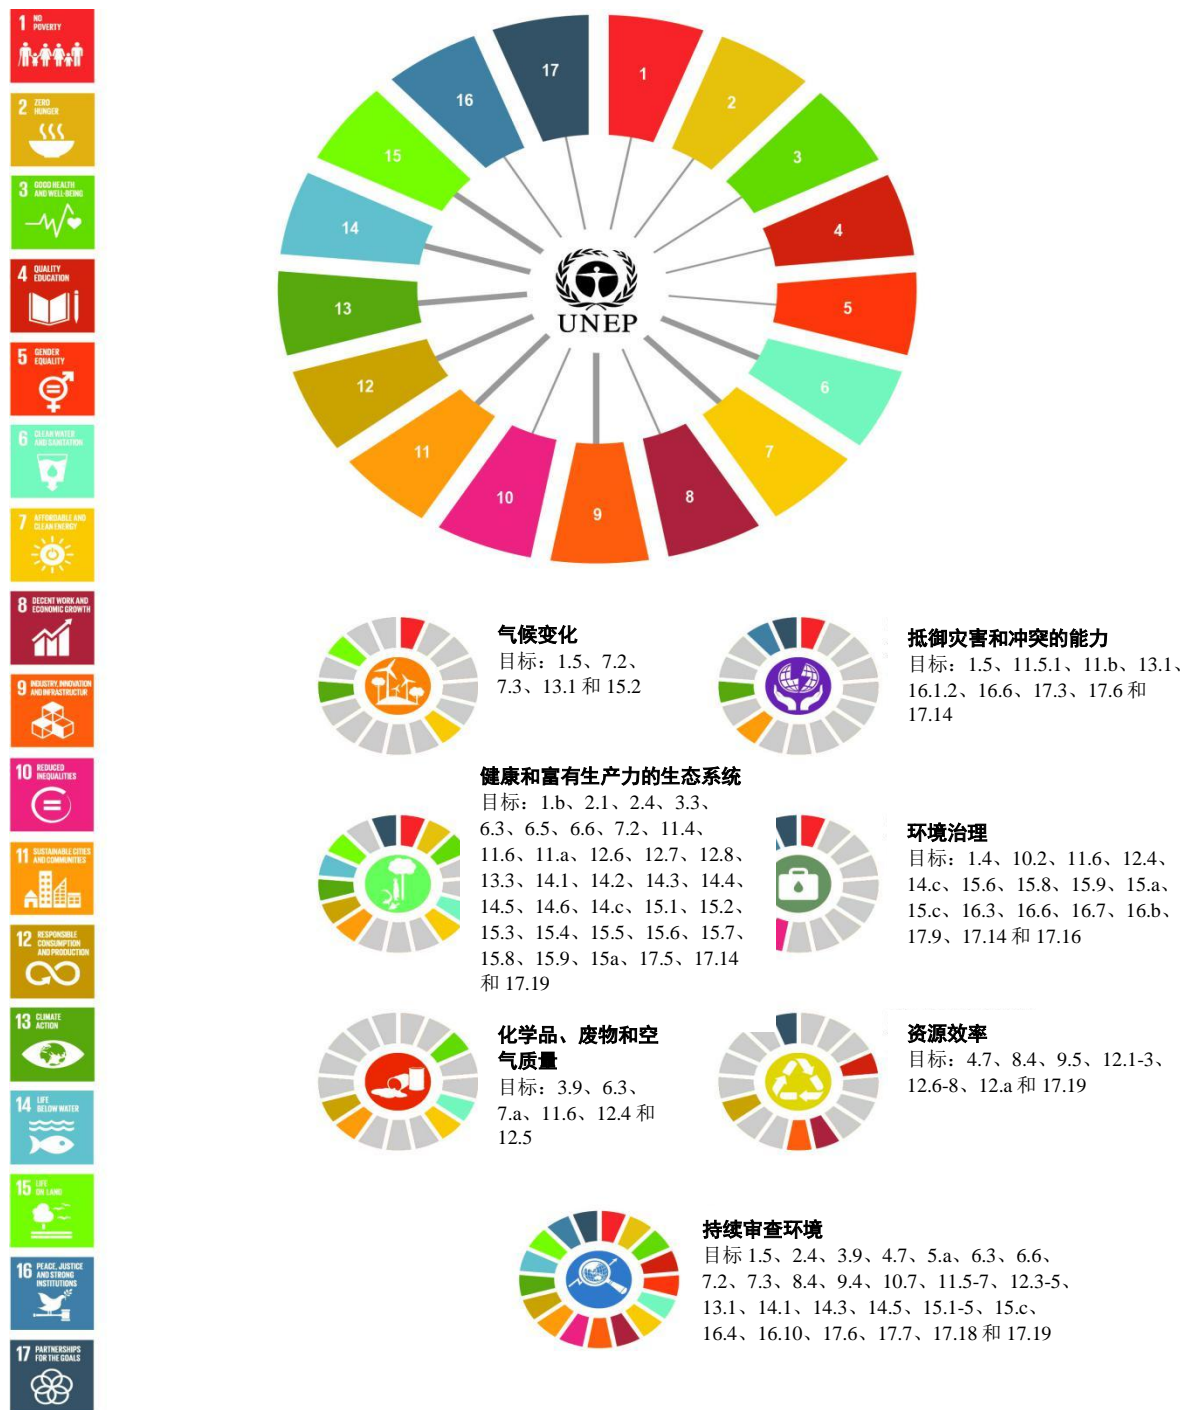 1 NO
POVERTY
2 ZERO
HUNGER
3 GOOD HEALTH
AND WELL-BEING
4 QUALITY
EDUCATION
5 GENDER
EQUALITY
6 CLEAN WATER
AND SANITATION
7 AFFORDABLE AND
CLEAN ENERGY
8 DECENT WORK AND
ECONOMIC GROWTH
9 INDUSTRY, INNOVATION
AND INFRASTRUCTUR
10 REDUCED
INEQUALITIES
11 SUSTAINABLE CITIES
AND COMMUNITIES
12 RESPONSIBLE
CONSUMPTION
AND PRODUCTION
13 CLIMATE
ACTION
14 LIFE
BELOW WATER
15 LIFE
ON LAND
16 PEACE, JUSTICE
AND STRONG
INSTITUTIONS
17 PARTNERSHIPS
FOR THE GOALS
1
2
3
4
5
6
7
8
9
10
11
12
13
14
15
16
17
UNEP
气候变化
目标：1.5、7.2、
7.3、13.1 和 15.2
抵御灾害和冲突的能力
目标：1.5、11.5.1、11.b、13.1、
16.1.2、16.6、17.3、17.6 和
17.14
健康和富有生产力的生态系统
目标：1.b、2.1、2.4、3.3、
6.3、6.5、6.6、7.2、11.4、
11.6、11.a、12.6、12.7、12.8、
13.3、14.1、14.2、14.3、14.4、
14.5、14.6、14.c、15.1、15.2、
15.3、15.4、15.5、15.6、15.7、
15.8、15.9、15a、17.5、17.14
和 17.19
环境治理
目标：1.4、10.2、11.6、12.4、
14.c、15.6、15.8、15.9、15.a、
15.c、16.3、16.6、16.7、16.b、
17.9、17.14 和 17.16
化学品、废物和空
气质量
目标：3.9、6.3、
7.a、11.6、12.4 和
12.5
资源效率
目标：4.7、8.4、9.5、12.1-3、
12.6-8、12.a 和 17.19
持续审查环境
目标 1.5、2.4、3.9、4.7、5.a、6.3、6.6、
7.2、7.3、8.4、9.4、10.7、11.5-7、12.3-5、
13.1、14.1、14.3、14.5、15.1-5、15.c、
16.4、16.10、17.6、17.7、17.18 和 17.19